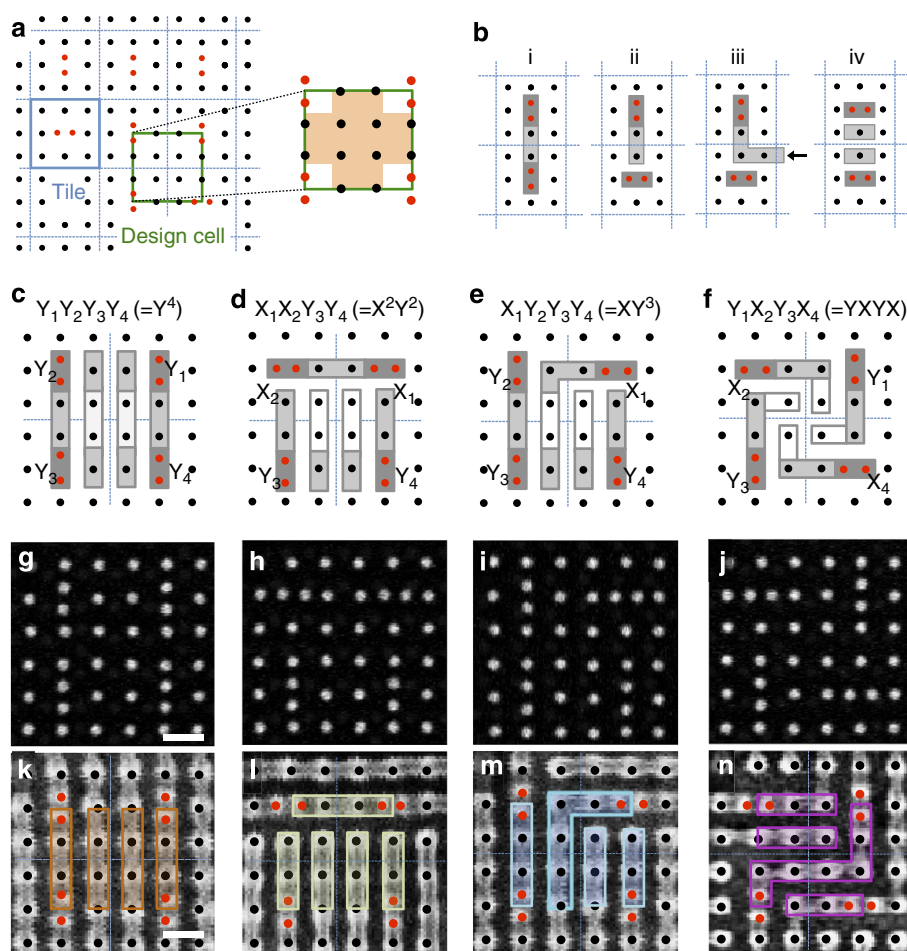 a
Tile
Design cell
b
i
ii
iii
iv
c
Y₁Y₂Y₃Y₄ (=Y⁴)
Y₂
Y₁
Y₃
Y₄
d
X₁X₂Y₃Y₄ (=X²Y²)
X₂
X₁
Y₃
Y₄
e
X₁Y₂Y₃Y₄ (=XY³)
Y₂
X₁
Y₃
Y₄
f
Y₁X₂Y₃X₄ (=YXYX)
X₂
Y₁
Y₃
X₄
g
h
i
j
k
l
m
n